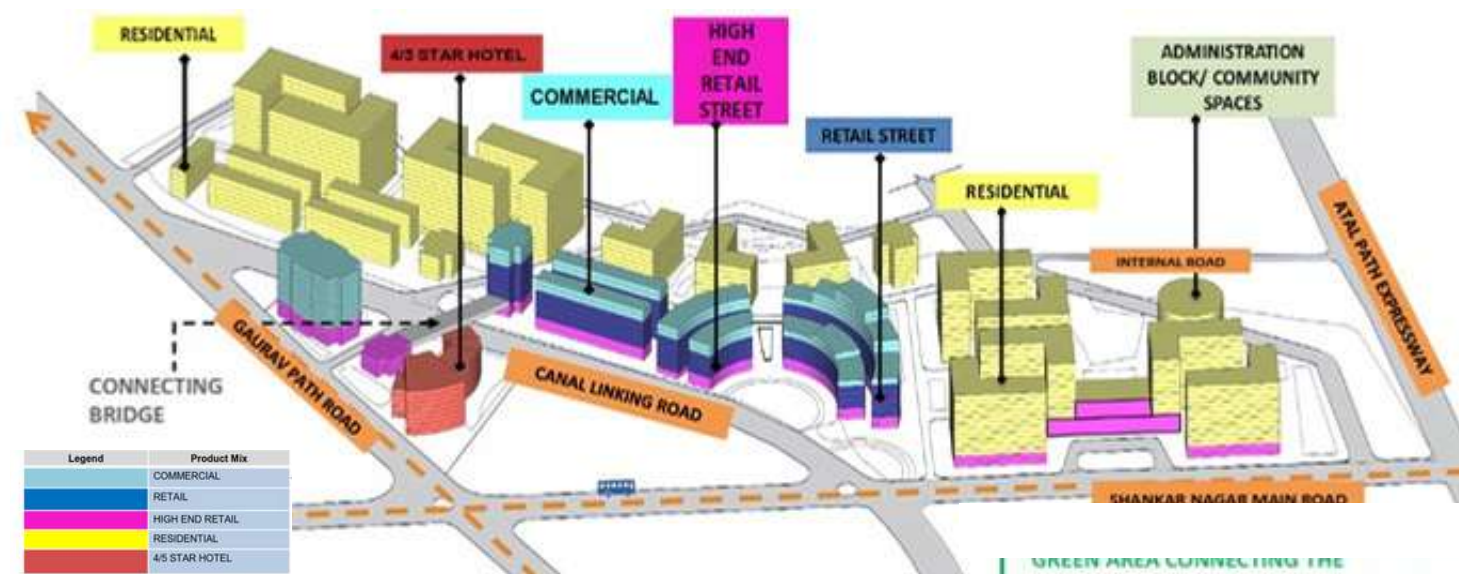 RESIDENTIAL
4/5 STAR HOTEL
COMMERCIAL
HIGH
END
RETAIL
STREET
RETAIL STREET
ADMINISTRATION
BLOCK/ COMMUNITY
SPACES
RESIDENTIAL
INTERNAL ROAD
ATAL PATH EXPRESSWAY
CONNECTING
BRIDGE
GAURAV PATH ROAD
CANAL LINKING ROAD
SHANKAR NAGAR MAIN ROAD
Legend Product Mix
COMMERCIAL
RETAIL
HIGH END RETAIL
RESIDENTIAL
4/5 STAR HOTEL
GREEN AREA CONNECTING THE